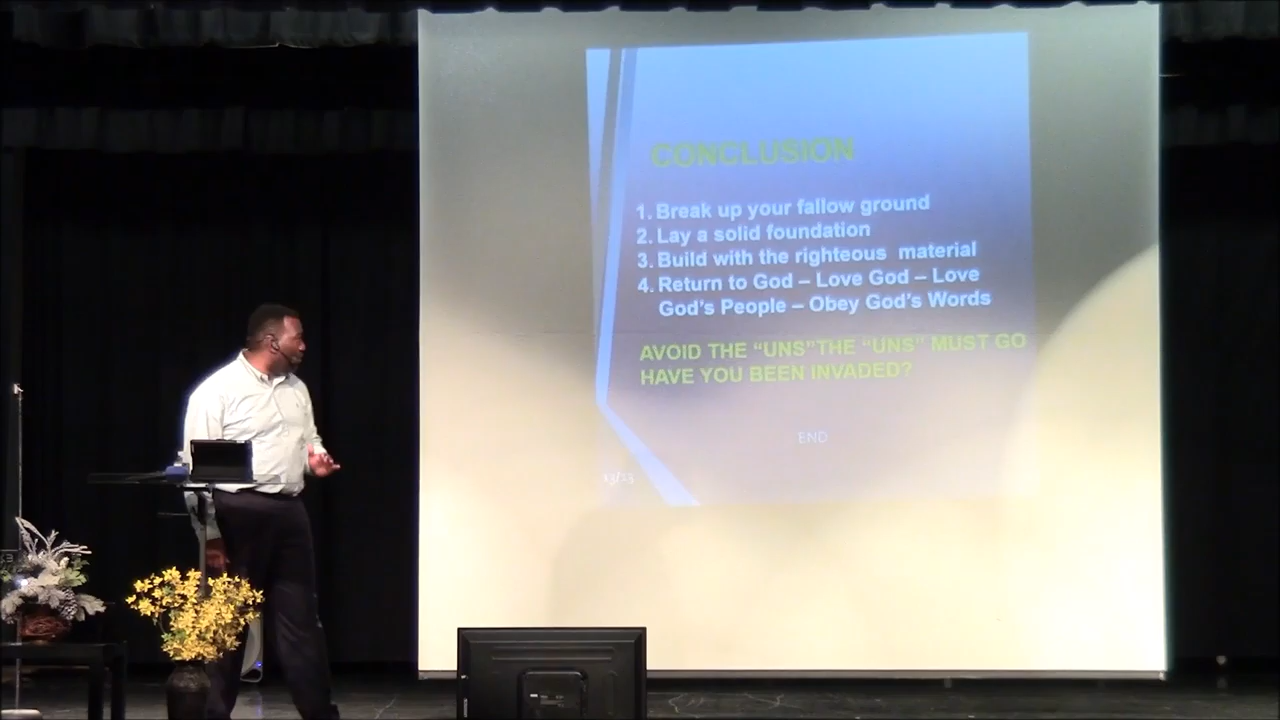 CONCLUSION
1. Break up your fallow ground
2. Lay a solid foundation
3. Build with the righteous material
4. Return to God – Love God – Love
God's People – Obey God's Words
AVOID THE “UNS”THE “UNS” MUST GO
HAVE YOU BEEN INVADED?
END